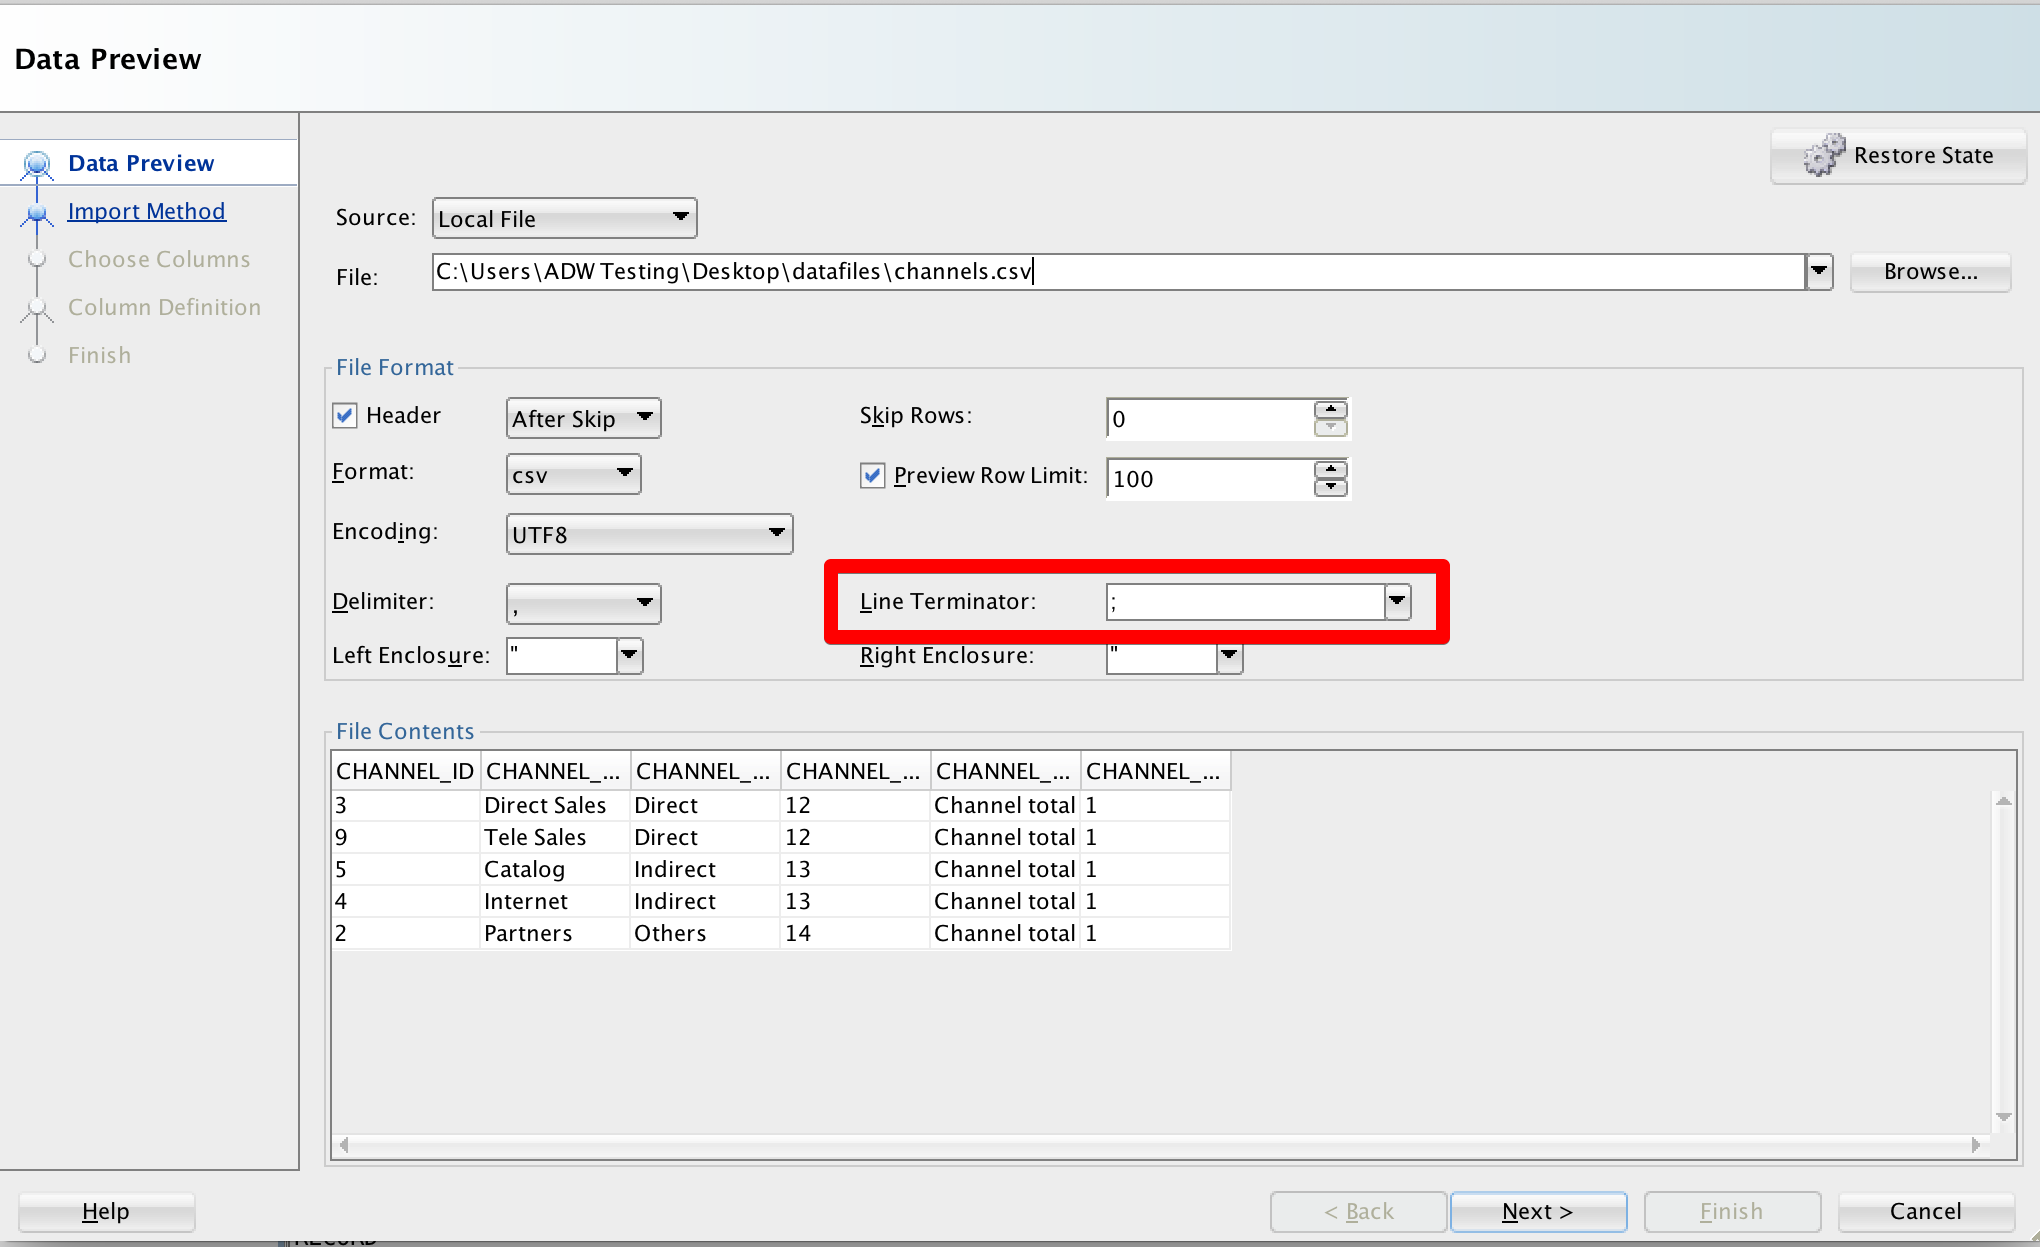 Data Preview
Data Preview
Import Method
Choose Columns
Column Definition
Finish
Restore State
Source: Local File
File: C:\Users\ADW Testing\Desktop\datafiles\channels.csv Browse...
File Format
Header After Skip Skip Rows: 0
Format: csv Preview Row Limit: 100
Encoding: UTF8
Delimiter: , Line Terminator: ;
Left Enclosure: " Right Enclosure: "
File Contents
CHANNEL_ID CHANNEL_... CHANNEL_... CHANNEL_... CHANNEL_... CHANNEL_...
3 Direct Sales Direct 12 Channel total 1
9 Tele Sales Direct 12 Channel total 1
5 Catalog Indirect 13 Channel total 1
4 Internet Indirect 13 Channel total 1
2 Partners Others 14 Channel total 1
Help < Back Next > Finish Cancel